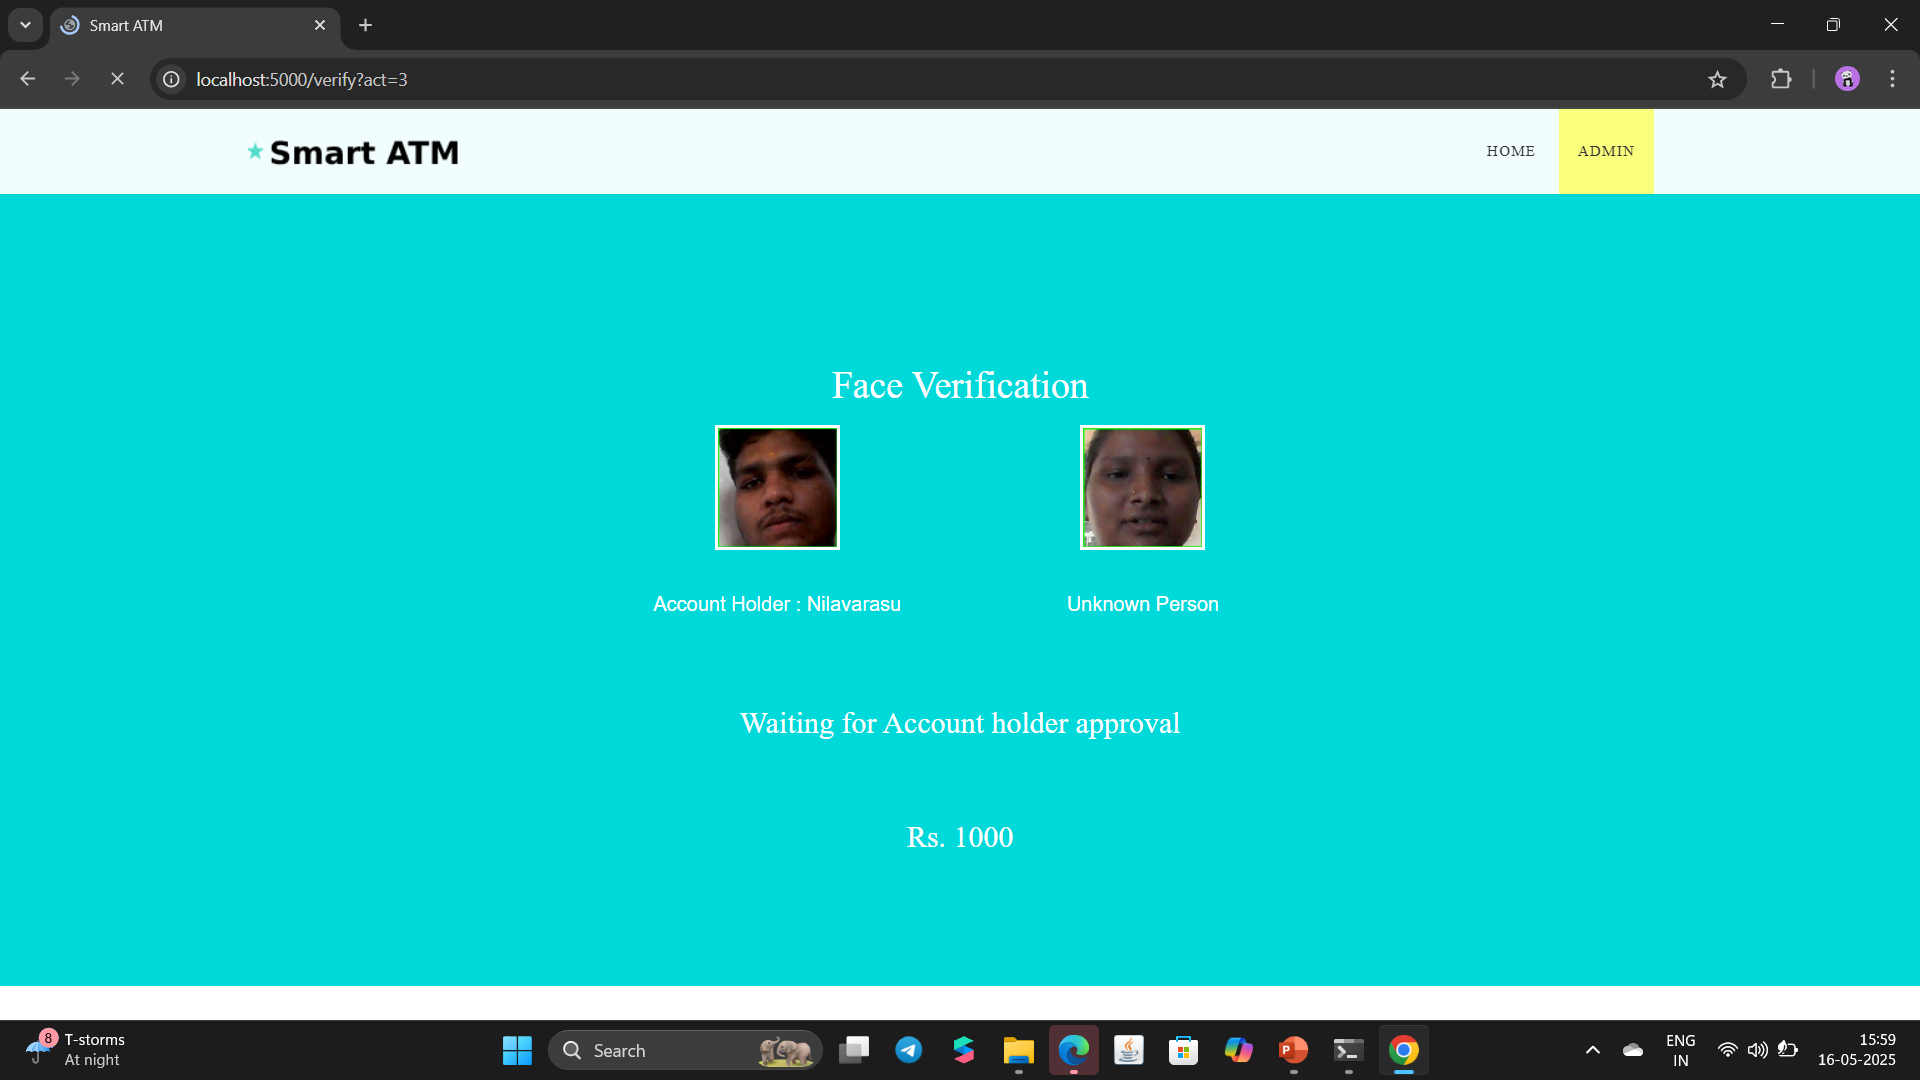 Smart ATM
localhost:5000/verify?act=3
Smart ATM
HOME
ADMIN
Face Verification
Account Holder : Nilavarasu
Unknown Person
Waiting for Account holder approval
Rs. 1000
8
T-storms
At night
Search
P
ENG
IN
15:59
16-05-2025